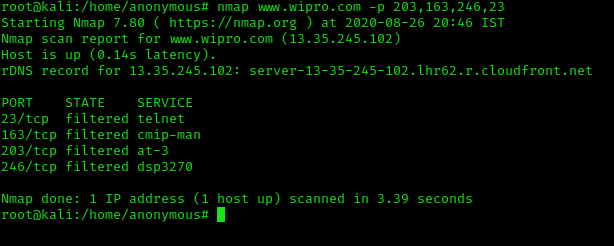 root@kali:/home/anonymous# nmap www.wipro.com -p 203,163,246,23
Starting Nmap 7.80 ( https://nmap.org ) at 2020-08-26 20:46 IST
Nmap scan report for www.wipro.com (13.35.245.102)
Host is up (0.14s latency).
rDNS record for 13.35.245.102: server-13-35-245-102.lhr62.r.cloudfront.net
PORT    STATE    SERVICE
23/tcp  filtered telnet
163/tcp filtered cmip-man
203/tcp filtered at-3
246/tcp filtered dsp3270
Nmap done: 1 IP address (1 host up) scanned in 3.39 seconds
root@kali:/home/anonymous#